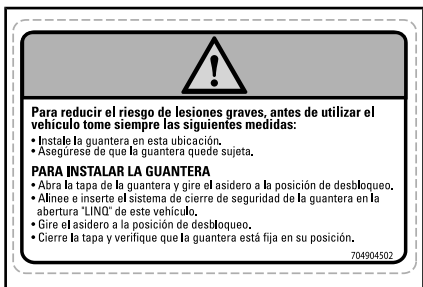 Para reducir el riesgo de lesiones graves, antes de utilizar el
vehículo tome siempre las siguientes medidas:
• Instale la guantera en esta ubicación.
• Asegúrese de que la guantera quede sujeta.
PARA INSTALAR LA GUANTERA
• Abra la tapa de la guantera y gire el asidero a la posición de desbloqueo.
• Alinee e inserte el sistema de cierre de seguridad de la guantera en la
abertura "LINQ" de este vehículo.
• Gire el asidero a la posición de desbloqueo.
• Cierre la tapa y verifique que la guantera está fija en su posición.
704904502